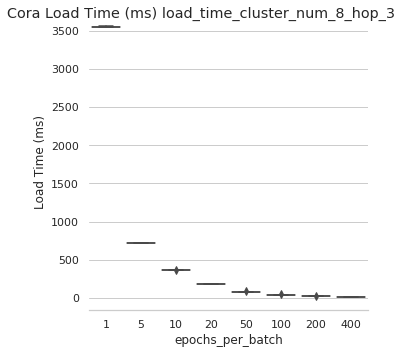 Cora Load Time (ms) load_time_cluster_num_8_hop_3
3500
3000
2500
2000
1500
1000
500
0
Load Time (ms)
1 5 10 20 50 100 200 400
epochs_per_batch